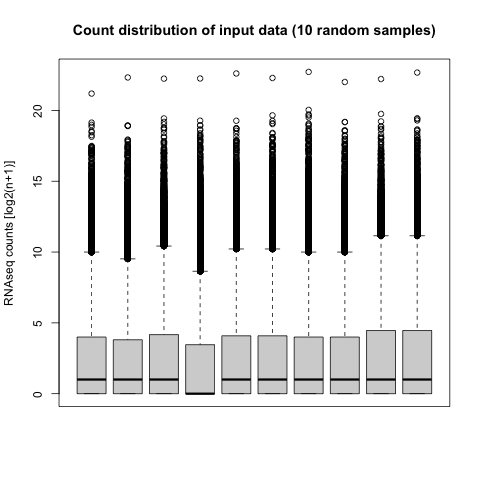 Count distribution of input data (10 random samples)
RNAseq counts [log2(n+1)]
20
15
10
5
0